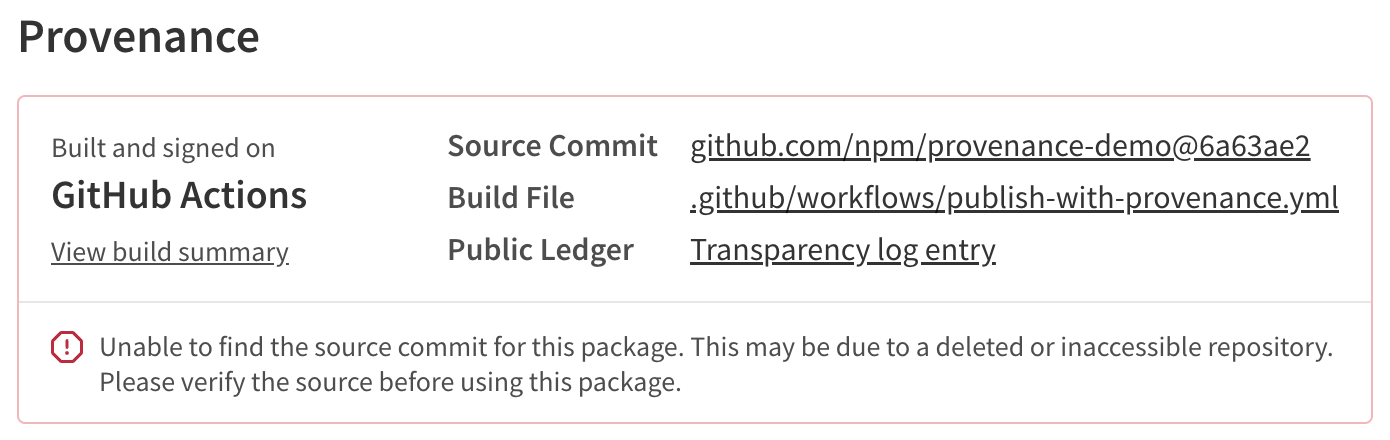 Provenance
Built and signed on
GitHub Actions
View build summary
Source Commit github.com/npm/provenance-demo@6a63ae2
Build File .github/workflows/publish-with-provenance.yml
Public Ledger Transparency log entry
Unable to find the source commit for this package. This may be due to a deleted or inaccessible repository.
Please verify the source before using this package.